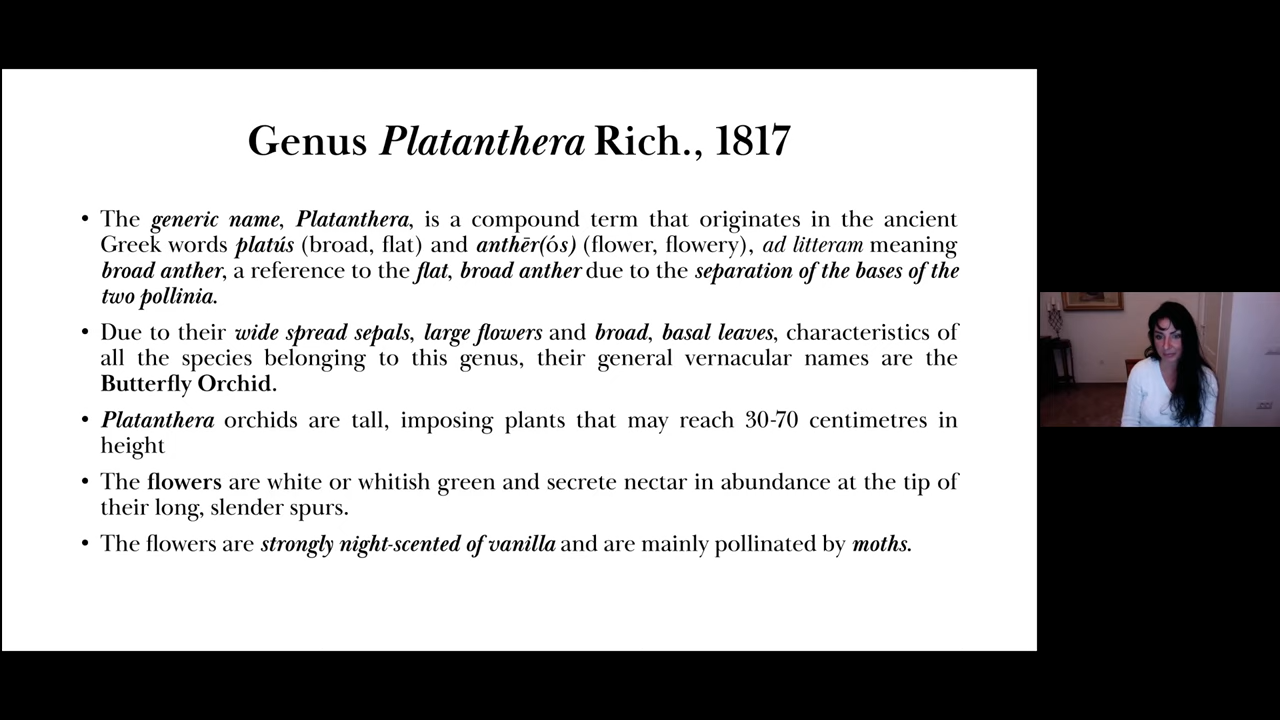 Genus Platanthera Rich., 1817
• The generic name, Platanthera, is a compound term that originates in the ancient
Greek words platús (broad, flat) and anthēr(ós) (flower, flowery), ad litteram meaning
broad anther, a reference to the flat, broad anther due to the separation of the bases of the
two pollinia.
• Due to their wide spread sepals, large flowers and broad, basal leaves, characteristics of
all the species belonging to this genus, their general vernacular names are the
Butterfly Orchid.
• Platanthera orchids are tall, imposing plants that may reach 30-70 centimetres in
height
• The flowers are white or whitish green and secrete nectar in abundance at the tip of
their long, slender spurs.
• The flowers are strongly night-scented of vanilla and are mainly pollinated by moths.